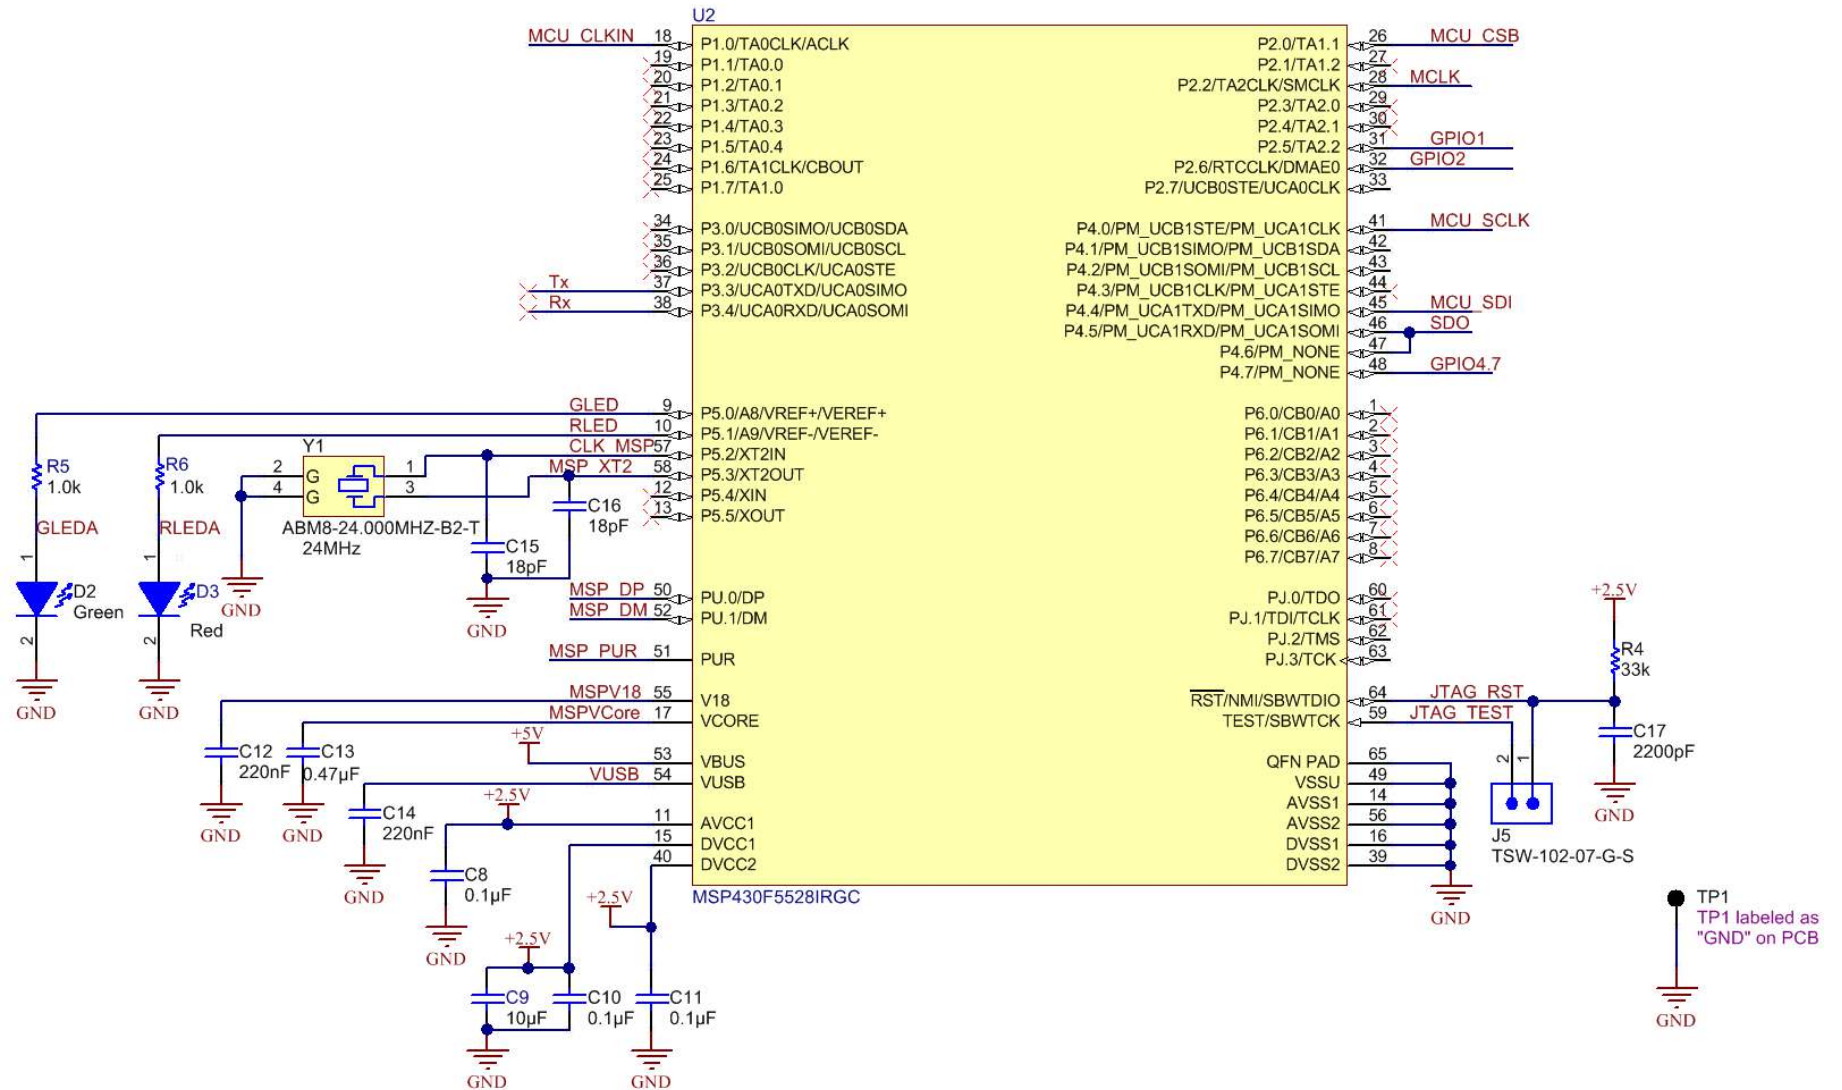 U2
MCU_CLKIN 18 P1.0/TA0CLK/ACLK P2.0/TA1.1 26 MCU_CSB
19 P1.1/TA0.0 P2.1/TA1.2 27
20 P1.2/TA0.1 P2.2/TA2CLK/SMCLK 28 MCLK
21 P1.3/TA0.2 P2.3/TA2.0 29
22 P1.4/TA0.3 P2.4/TA2.1 30
23 P1.5/TA0.4 P2.5/TA2.2 31 GPIO1
24 P1.6/TA1CLK/CBOUT P2.6/RTCCLK/DMAE0 32 GPIO2
25 P1.7/TA1.0 P2.7/UCB0STE/UCA0CLK 33
34 P3.0/UCB0SIMO/UCB0SDA P4.0/PM_UCB1STE/PM_UCA1CLK 41 MCU_SCLK
35 P3.1/UCB0SOMI/UCB0SCL P4.1/PM_UCB1SIMO/PM_UCB1SDA 42
36 P3.2/UCB0CLK/UCA0STE P4.2/PM_UCB1SOMI/PM_UCB1SCL 43
Tx 37 P3.3/UCA0TXD/UCA0SIMO P4.3/PM_UCB1CLK/PM_UCA1STE 44
Rx 38 P3.4/UCA0RXD/UCA0SOMI P4.4/PM_UCA1TXD/PM_UCA1SIMO 45 MCU_SDI
P4.5/PM_UCA1RXD/PM_UCA1SOMI 46 SDO
P4.6/PM_NONE 47
P4.7/PM_NONE 48 GPIO4.7
GLED 9 P5.0/A8/VREF+/VEREF+ P6.0/CB0/A0 1
RLED 10 P5.1/A9/VREF-/VEREF- P6.1/CB1/A1 2
Y1 CLK_MSP 57 P5.2/XT2IN P6.2/CB2/A2 3
R5 R6 2 G 1 MSP_XT2 58 P5.3/XT2OUT P6.3/CB3/A3 4
1.0k 1.0k 4 G 3 12 P5.4/XIN P6.4/CB4/A4 5
C16 13 P5.5/XOUT P6.5/CB5/A5 6
GLEDA RLEDA ABM8-24.000MHZ-B2-T 18pF P6.6/CB6/A6 7
24MHz C15 P6.7/CB7/A7 8
1 1 18pF
D2 D3 MSP_DP 50 PU.0/DP PJ.0/TDO 60 +2.5V
Green GND MSP_DM 52 PU.1/DM PJ.1/TDI/TCLK 61
Red GND PJ.2/TMS 62
2 2 MSP_PUR 51 PUR PJ.3/TCK 63 R4
33k
GND GND MSPV18 55 V18 RST/NMI/SBWTDIO 64 JTAG_RST
MSPVCore 17 VCORE TEST/SBWTCK 59 JTAG_TEST
C12 C13 +5V C17
220nF 0.47µF 53 VBUS QFN PAD 65 2 1 2200pF
VUSB 54 VUSB VSSU 49
+2.5V AVSS1 14
GND GND C14 11 AVCC1 AVSS2 56 GND
220nF 15 DVCC1 DVSS1 16 J5
40 DVCC2 DVSS2 39 TSW-102-07-G-S
GND C8
0.1µF MSP430F5528IRGC TP1
+2.5V GND TP1 labeled as
+2.5V "GND" on PCB
GND
C9 C10 C11
10µF 0.1µF 0.1µF
GND
GND GND